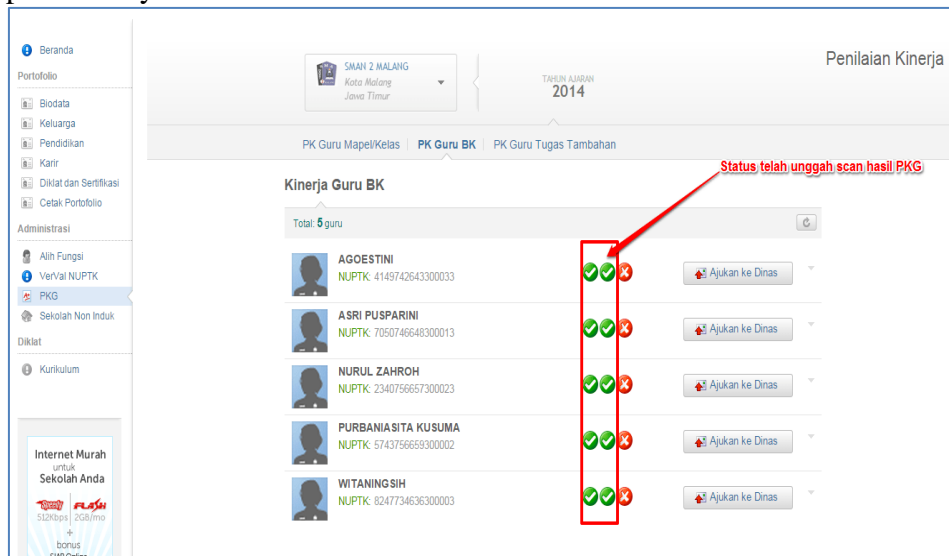 Beranda
Portofolio
Biodata
Keluarga
Pendidikan
Karir
Diklat dan Sertifikasi
Cetak Portofolio
Administrasi
Alih Fungsi
VerVal NUPTK
PKG
Sekolah Non Induk
Diklat
Kurikulum
Internet Murah
untuk
Sekolah Anda
Speedy
FLASH
512Kbps
2GB/mo
+
bonus
SMAN 2 MALANG
Kota Malang
Jawa Timur
TAHUN AJARAN
2014
Penilaian Kinerja
PK Guru Mapel/Kelas
PK Guru BK
PK Guru Tugas Tambahan
Status telah unggah scan hasil PKG
Kinerja Guru BK
Total: 5 guru
AGOESTINI
NUPTK: 4149742643300033
Ajukan ke Dinas
ASRI PUSPARINI
NUPTK: 7050746648300013
Ajukan ke Dinas
NURUL ZAHROH
NUPTK: 2340756657300023
Ajukan ke Dinas
PURBANIASITA KUSUMA
NUPTK: 5743756659300002
Ajukan ke Dinas
WITANINGSIH
NUPTK: 8247734636300003
Ajukan ke Dinas